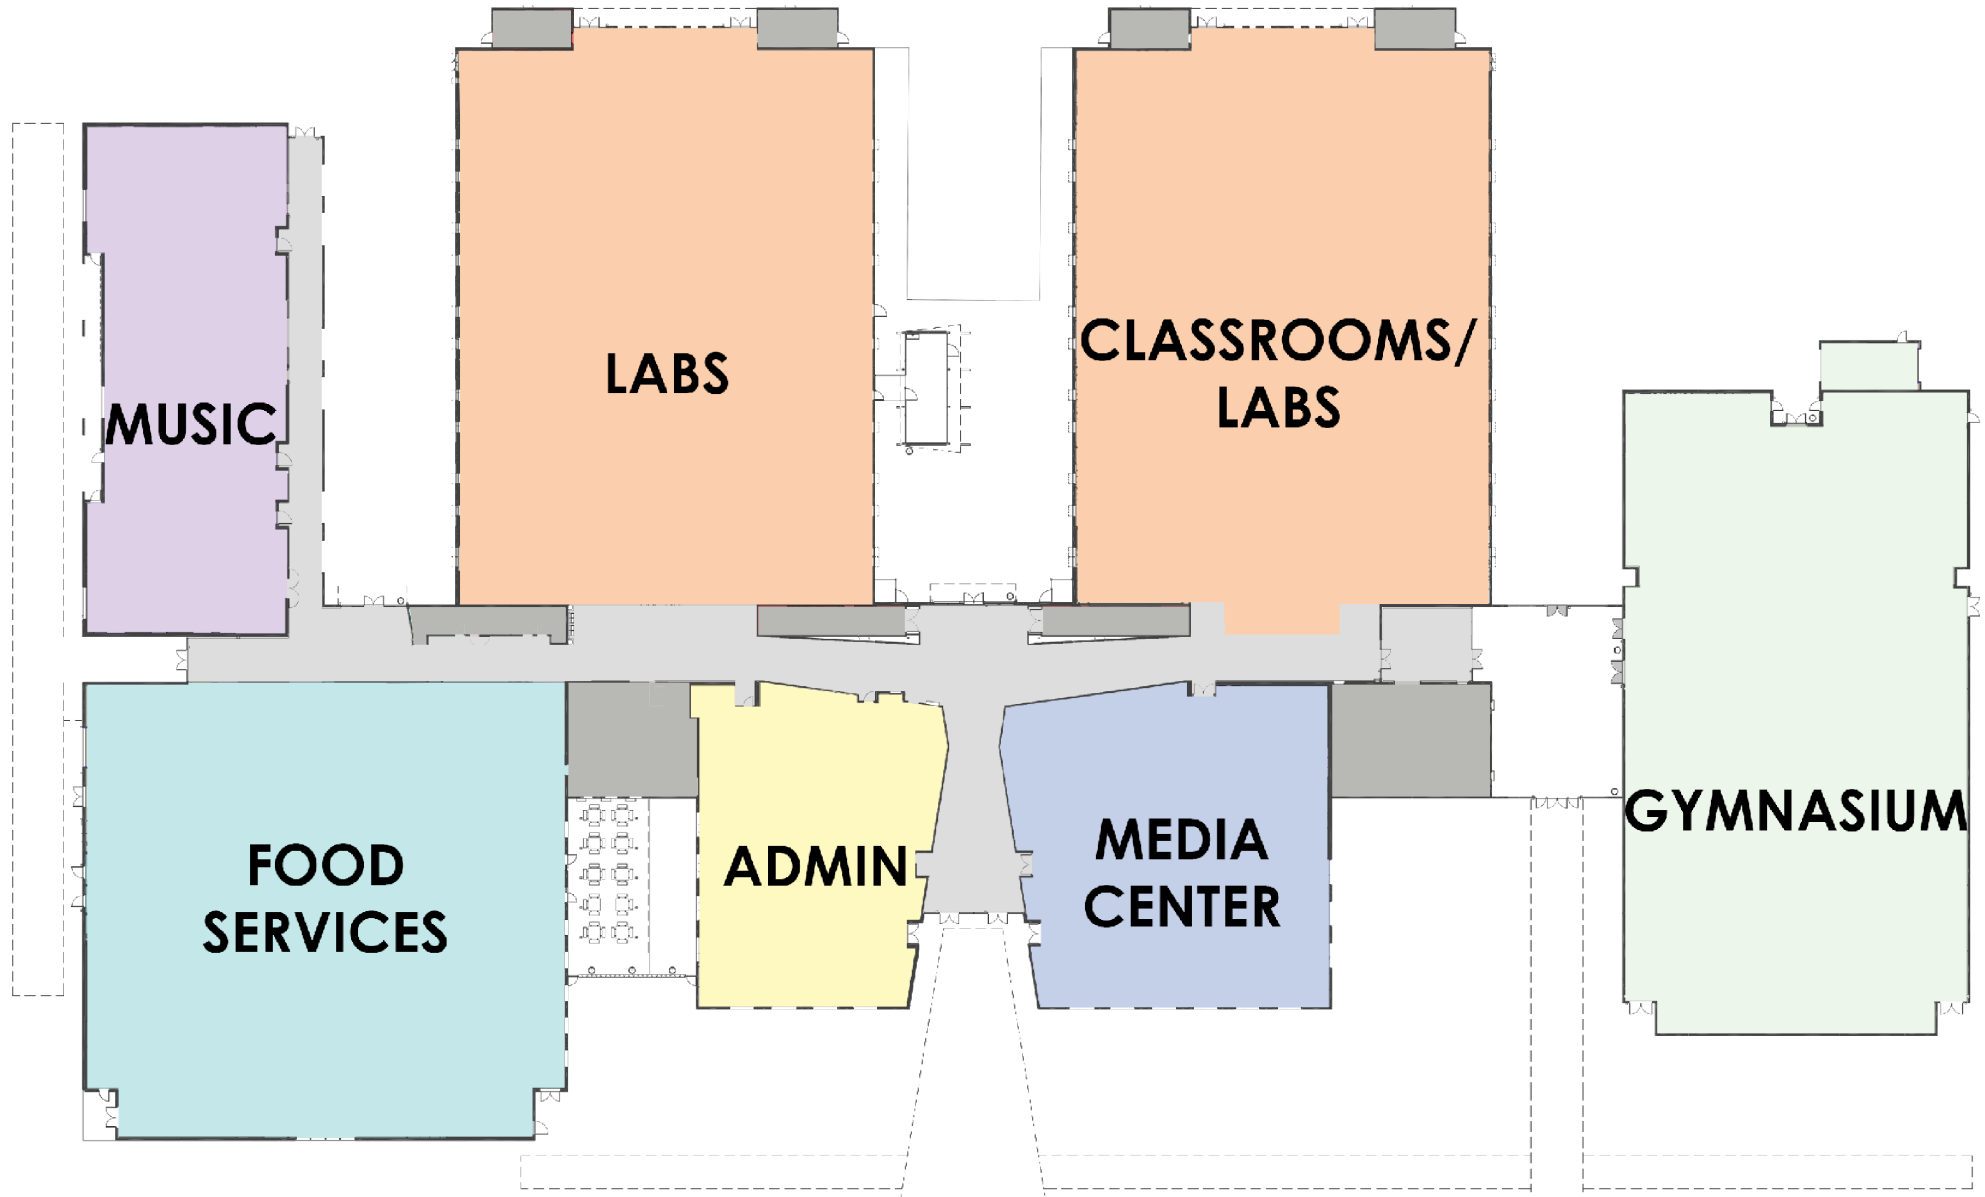 LABS
CLASSROOMS/
LABS
MUSIC
GYMNASIUM
FOOD
SERVICES
ADMIN
MEDIA
CENTER